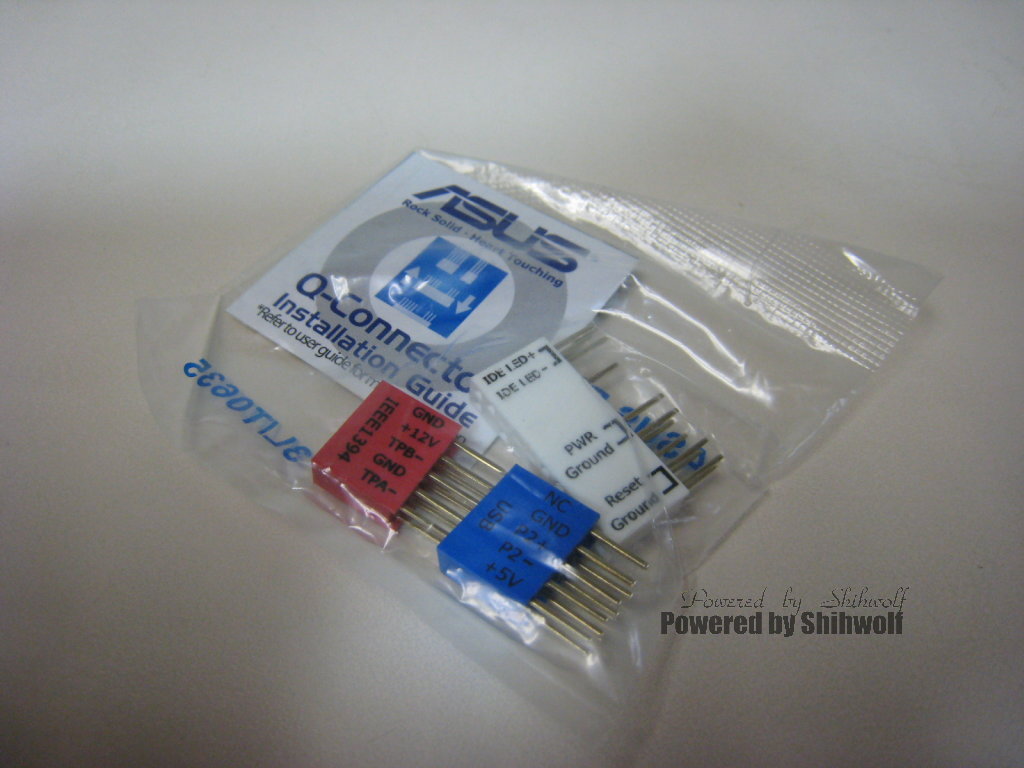 ASUS
Rock Solid · Heart Touching
Q-Connector
Installation Guide
*Refer to user guide for
IDE LED+
IDE LED-
PWR
Ground
Reset
Ground
IEEE1394
GND
+12V
TPB-
GND
TPA-
USB
NC
GND
P2+
P2-
+5V
Powered by Shihwolf
Powered by Shihwolf